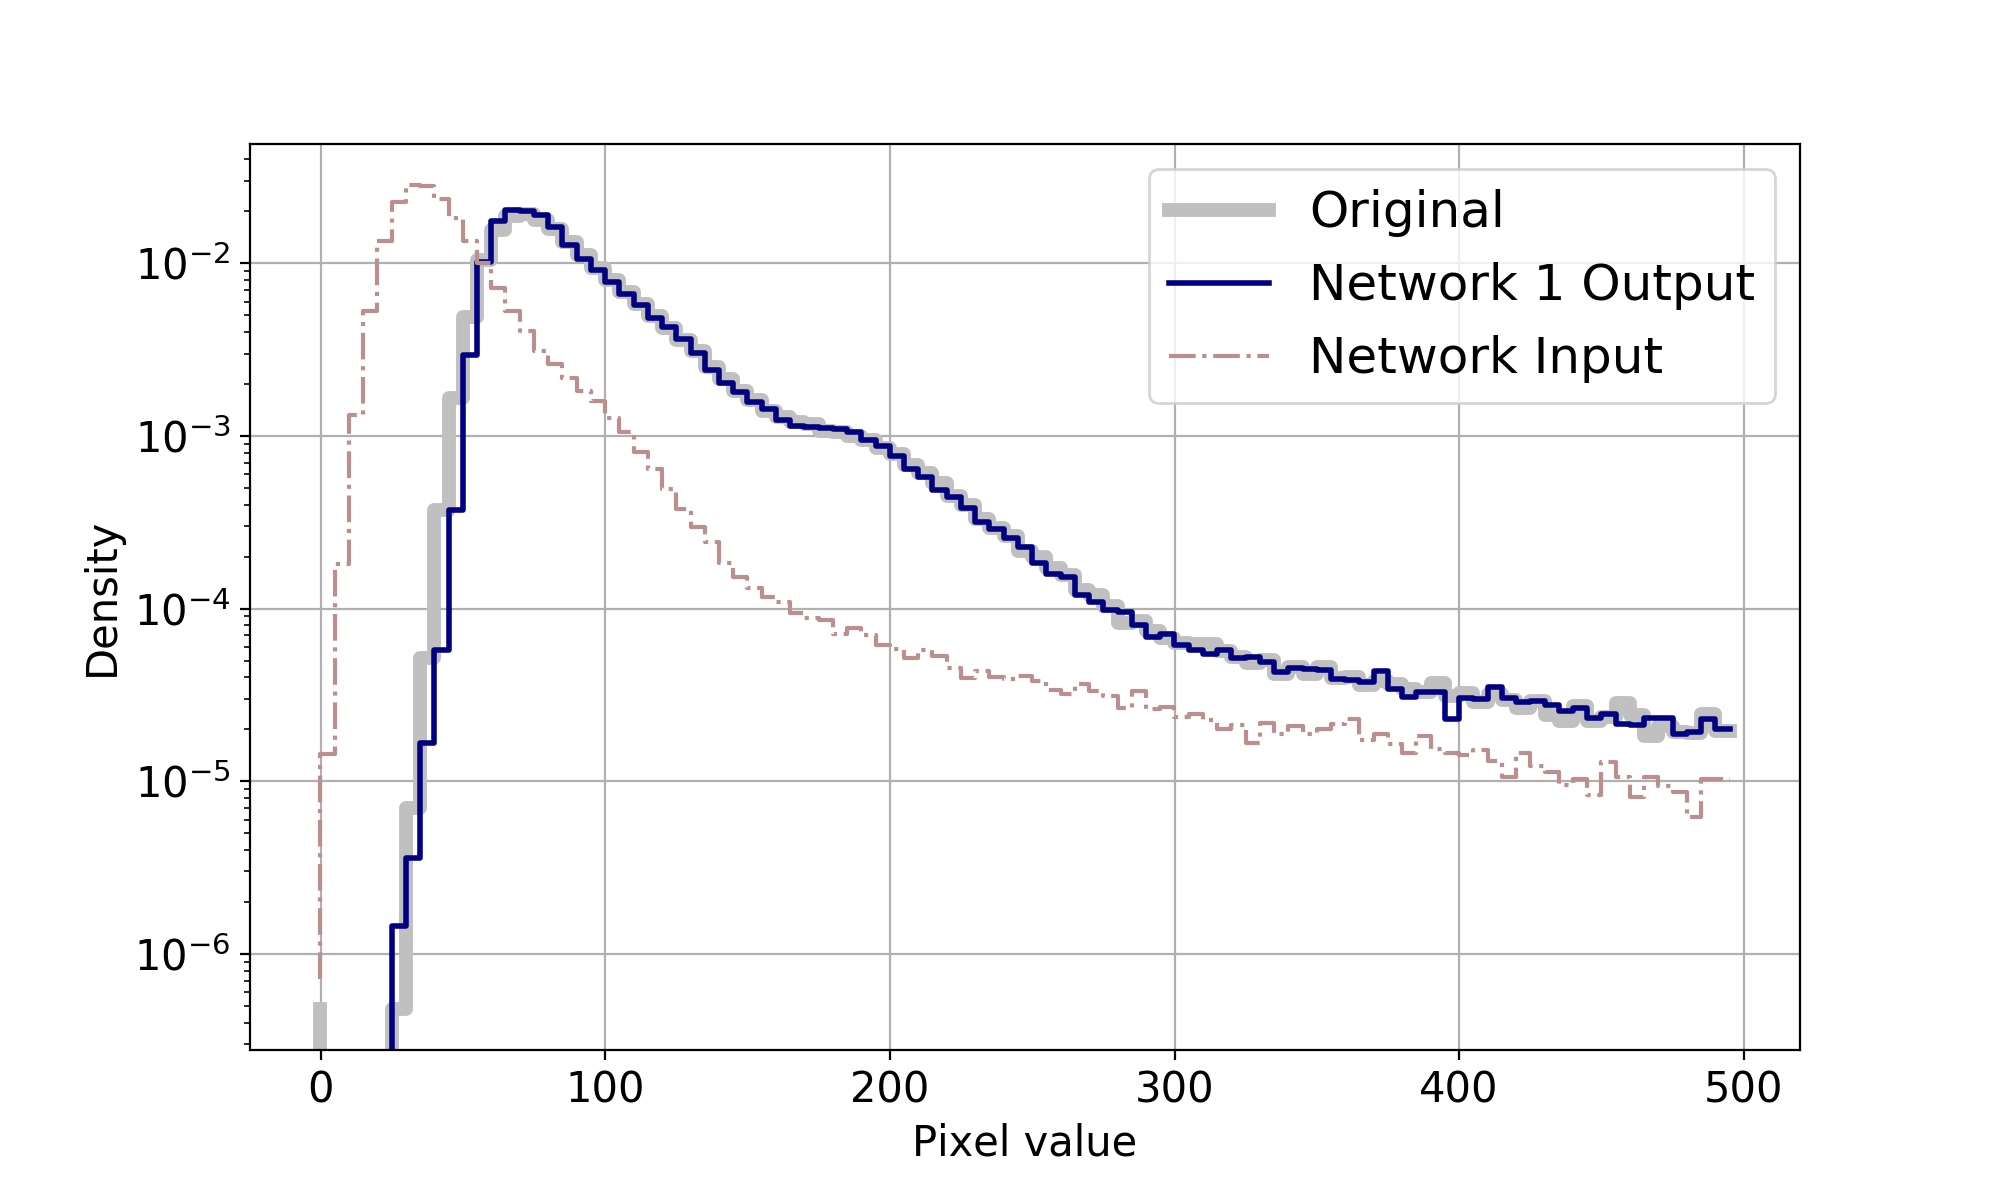 Original
Network 1 Output
Network Input
10⁻²
10⁻³
10⁻⁴
10⁻⁵
10⁻⁶
Density
0 100 200 300 400 500
Pixel value